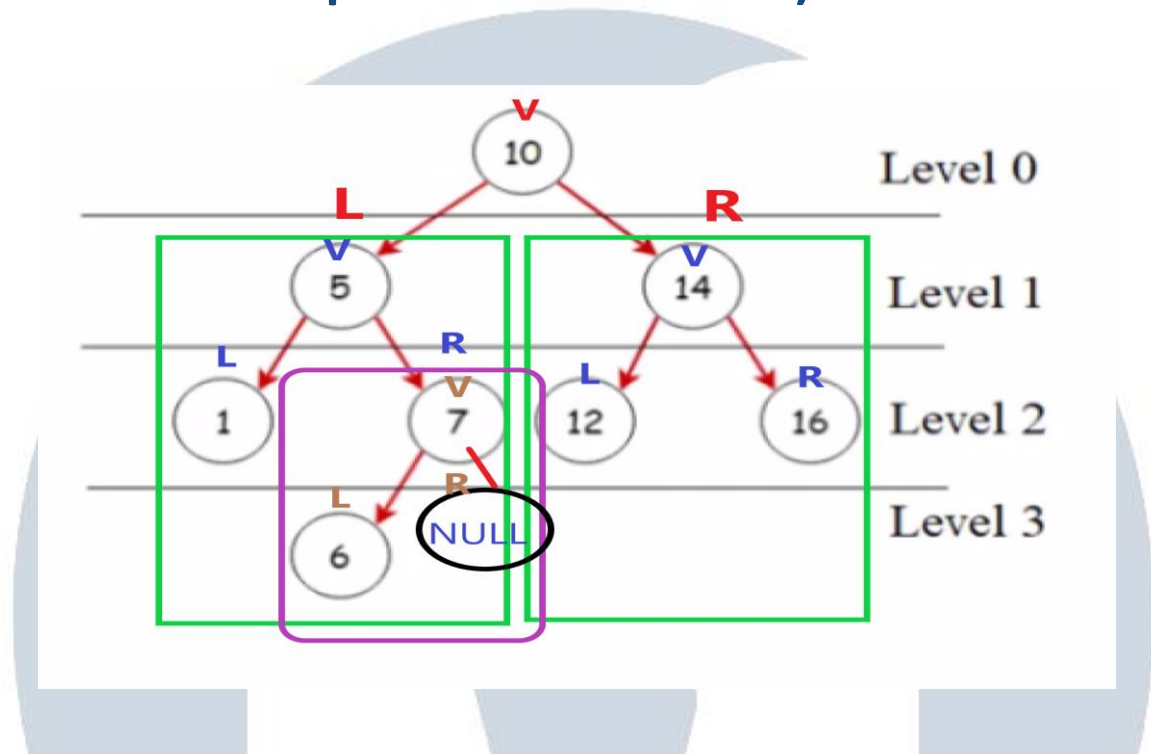 V
10
Level 0
L R
V V
5 14
Level 1
L R
L R
V
1 7 12 16
Level 2
L R
Level 3
NULL
6